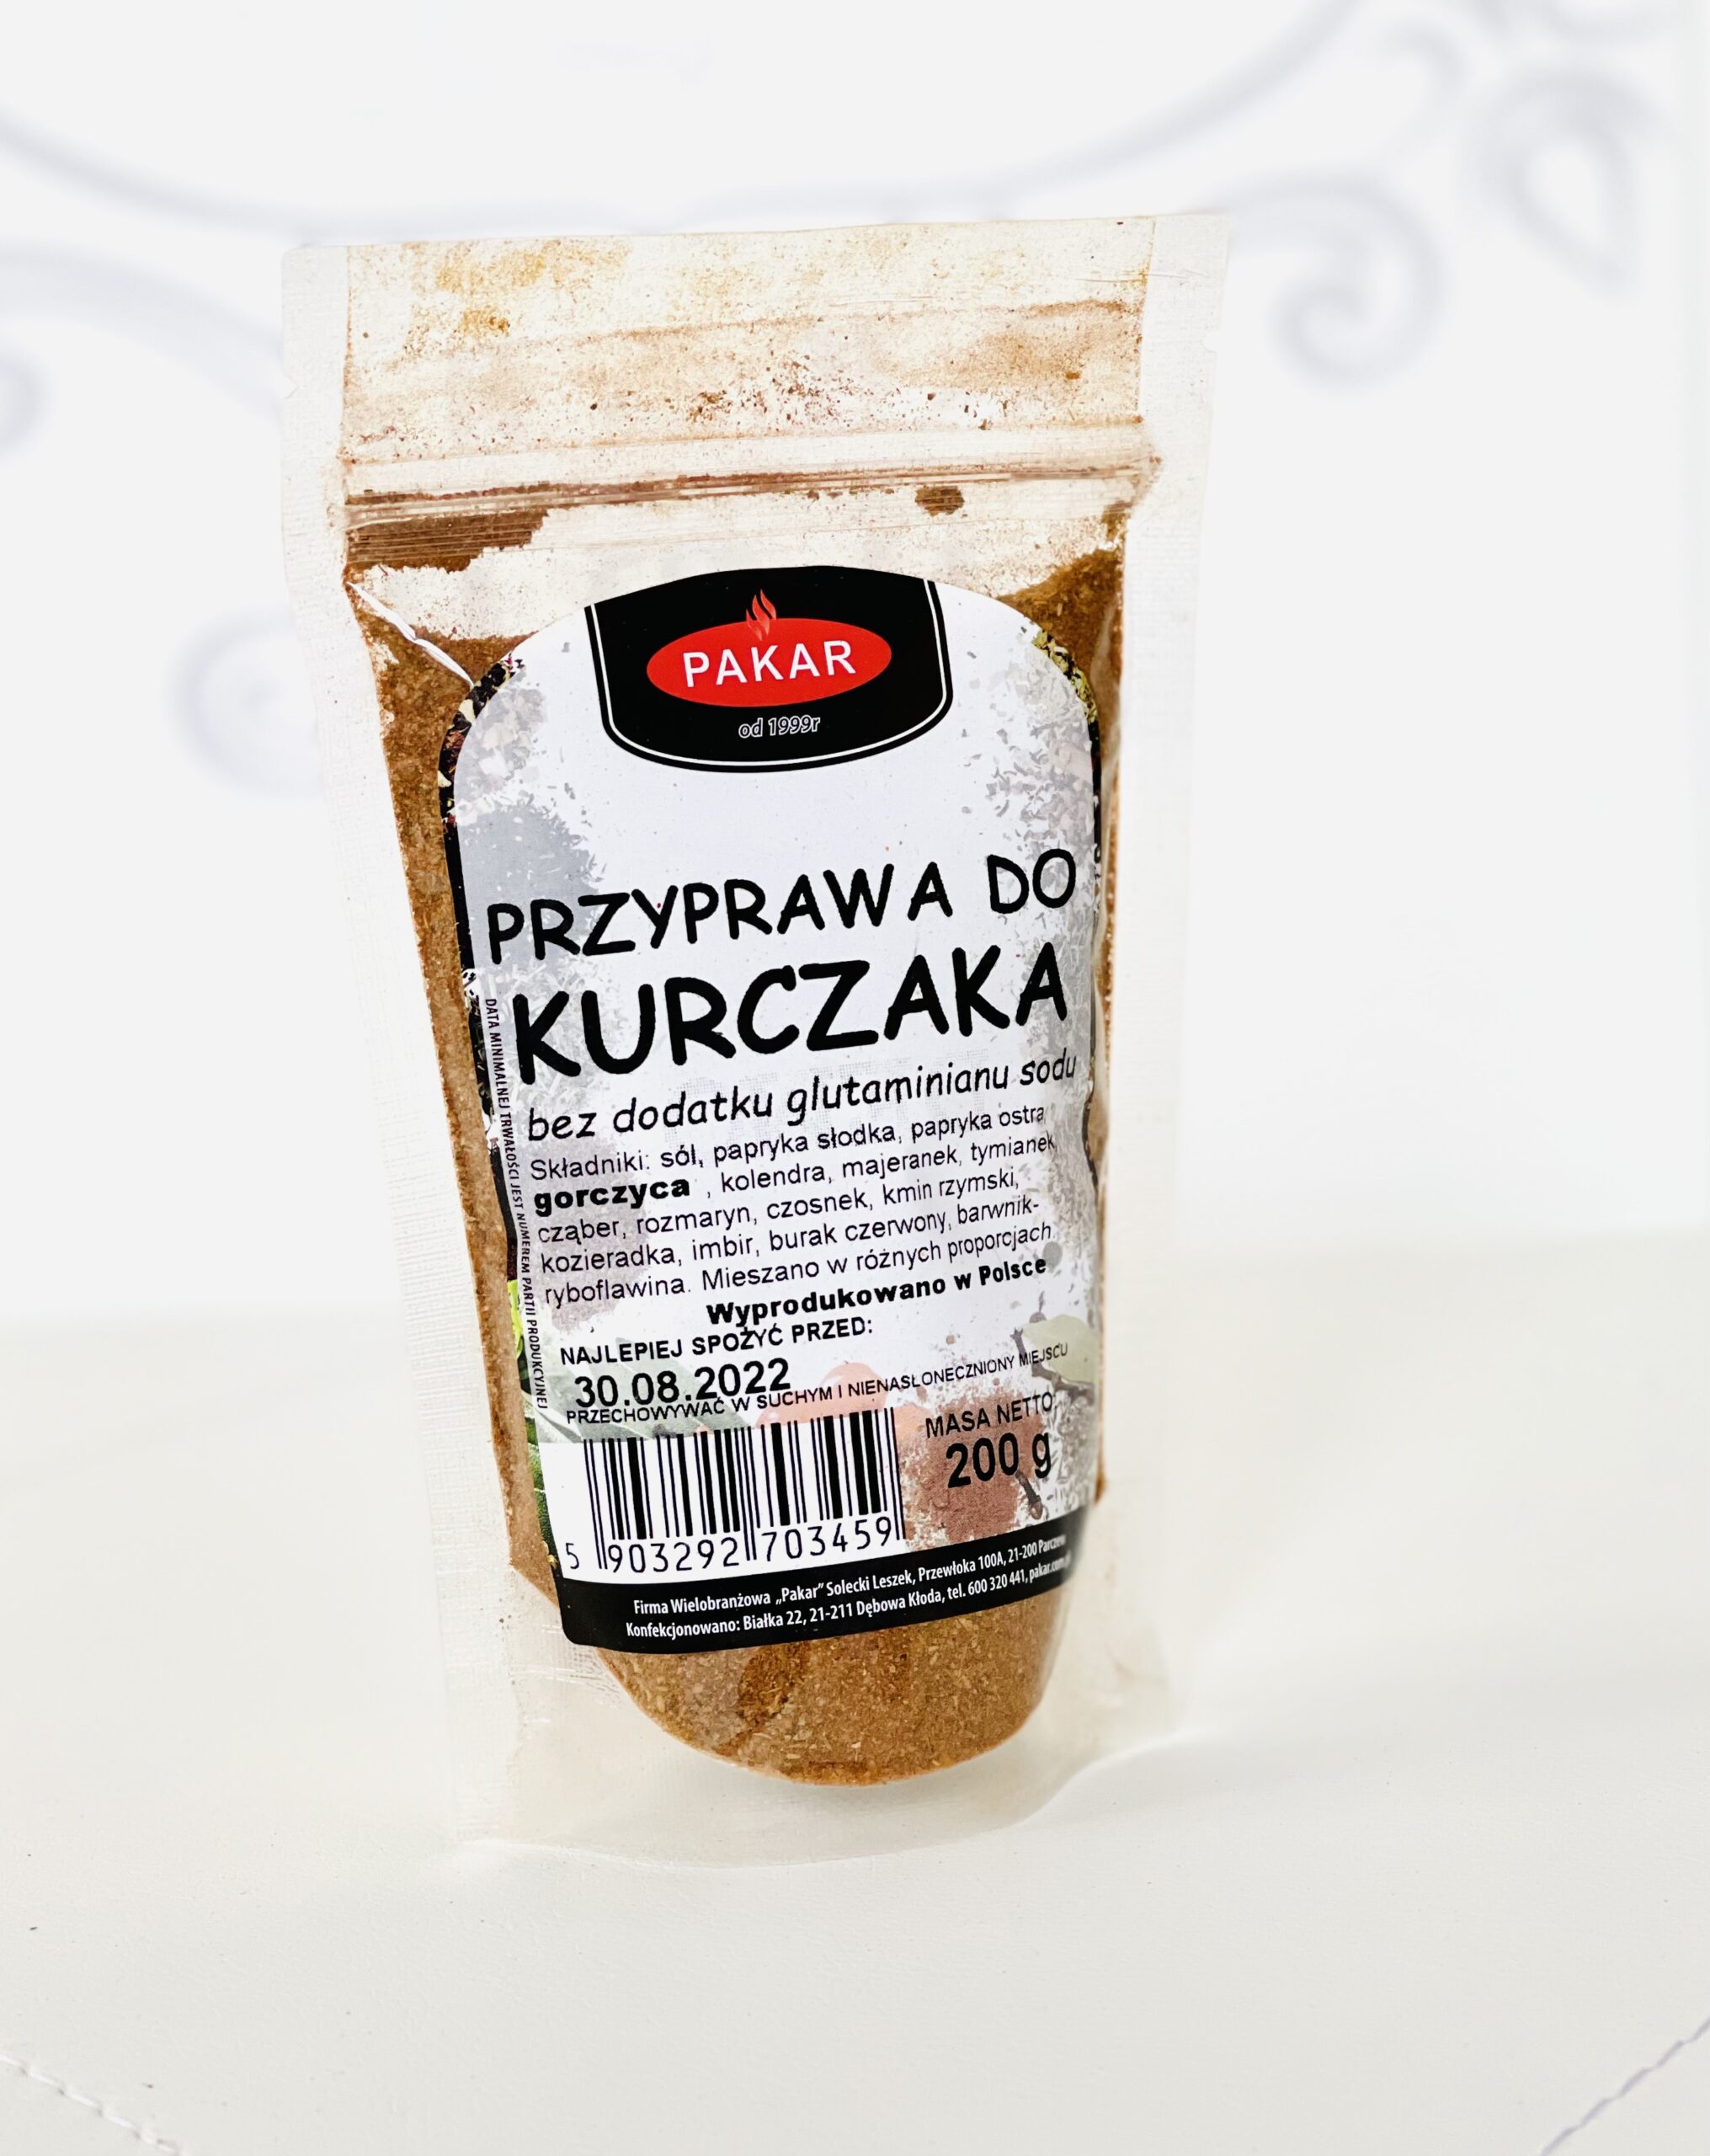 PAKAR
od 1999r
PRZYPRAWA DO
KURCZAKA
bez dodatku glutaminianu sodu
Składniki: sól, papryka słodka, papryka ostra
gorczyca , kolendra, majeranek, tymianek,
cząber, rozmaryn, czosnek, kmin rzymski,
kozieradka, imbir, burak czerwony, barwnik-
ryboflawina. Mieszano w różnych proporcjach.
Wyprodukowano w Polsce
NAJLEPIEJ SPOŻYĆ PRZED:
30.08.2022
PRZECHOWYWAĆ W SUCHYM I NIENASŁONECZNIONY MIEJSCU
DATA MINIMALNEJ TRWAŁOŚCI JEST NUMEREM PARTII PRODUKCYJNEJ
MASA NETTO:
200 g
5 903292 703459
Firma Wielobranżowa „Pakar” Solecki Leszek, Przewłoka 100A, 21-200 Parczew
Konfekcjonowano: Białka 22, 21-211 Dębowa Kłoda, tel. 600 320 441,